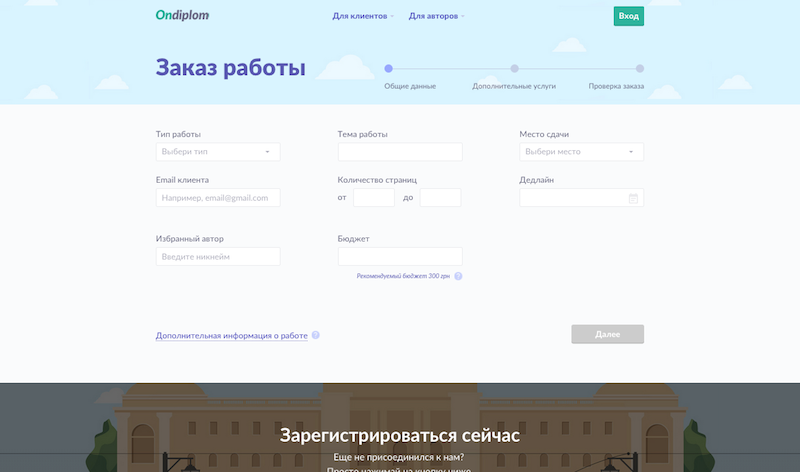 Ondiplom
Для клиентов
Для авторов
Вход
Заказ работы
Общие данные
Дополнительные услуги
Проверка заказа
Тип работы
Тема работы
Место сдачи
Выбери тип
Выбери место
Email клиента
Количество страниц
Дедлайн
Например, email@gmail.com
от
до
Избранный автор
Бюджет
Введите никнейм
Рекомендуемый бюджет 300 грн ?
Дополнительная информация о работе ?
Далее
Зарегистрироваться сейчас
Еще не присоединился к нам?
Просто нажимай на кнопку ниже